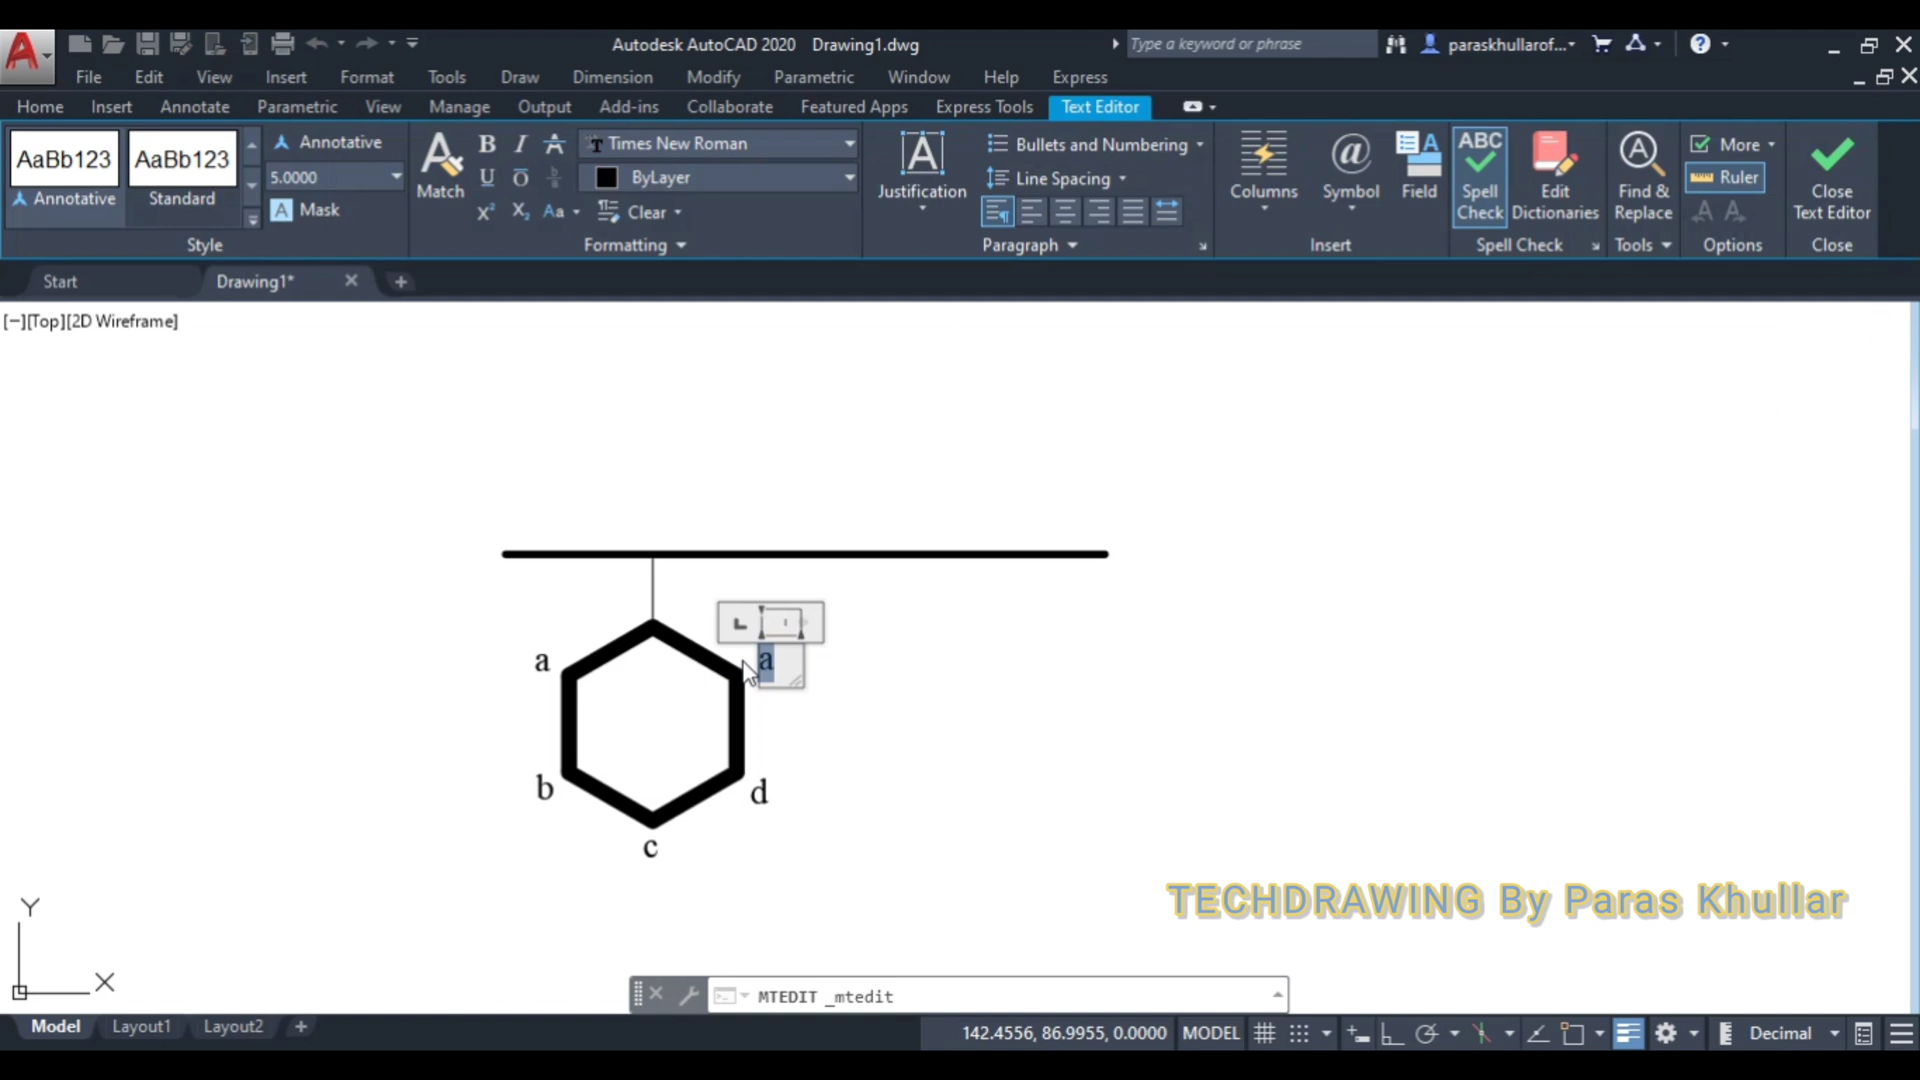 Autodesk AutoCAD 2020 Drawing1.dwg
Type a keyword or phrase
paraskhullarof...
File Edit View Insert Format Tools Draw Dimension Modify Parametric Window Help Express
Home Insert Annotate Parametric View Manage Output Add-ins Collaborate Featured Apps Express Tools Text Editor
AaBb123 AaBb123
Annotative Standard
Annotative
5.0000
Mask
Style
Match
Times New Roman
ByLayer
Clear
Formatting
Justification
Bullets and Numbering
Line Spacing
Paragraph
Columns
Symbol
Field
Insert
ABC
Spell Check
Edit Dictionaries
Spell Check
Find & Replace
Tools
More
Ruler
Options
Close Text Editor
Close
Start Drawing1*
[−][Top][2D Wireframe]
a a
b d
c
TECHDRAWING By Paras Khullar
Y
X
MTEDIT _mtedit
Model Layout1 Layout2
142.4556, 86.9955, 0.0000 MODEL
Decimal